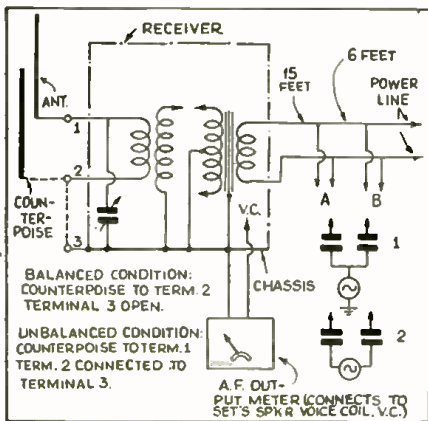 RECEIVER
6 FEET
15 FEET
POWER LINE
ANT.
1
2
COUN-
TERPOISE
3
V.C.
A
B
1
CHASSIS
BALANCED CONDITION:
COUNTERPOISE TO TERM. 2
TERMINAL 3 OPEN.
UNBALANCED CONDITION:
COUNTERPOISE TO TERM. 1
TERM. 2 CONNECTED TO
TERMINAL 3.
2
A.F. OUT-
PUT METER (CONNECTS TO
SET'S SPKR VOICE COIL, V.C.)